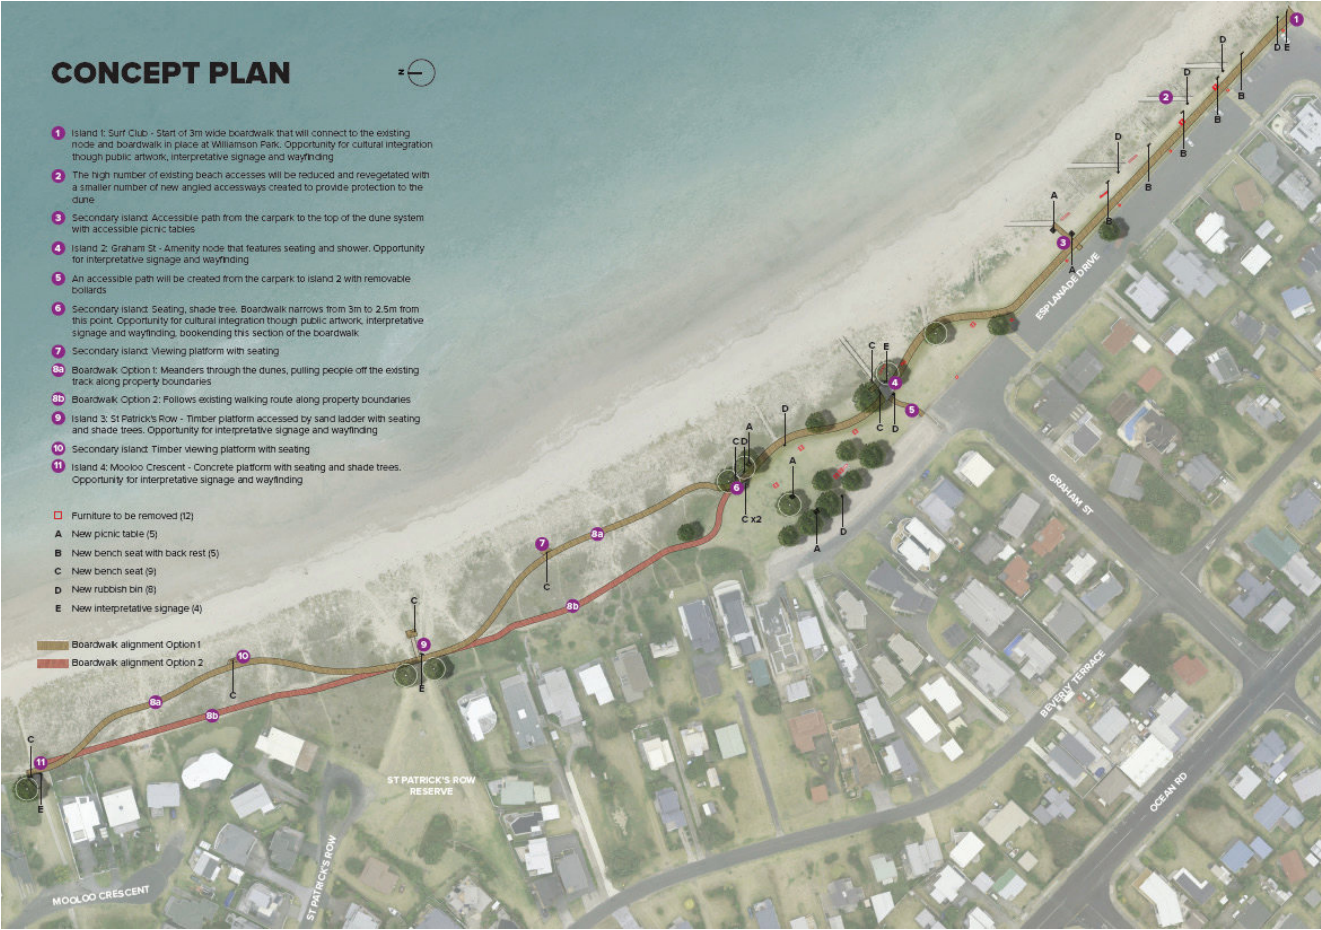 CONCEPT PLAN
N
1 Island 1: Surf Club - Start of 3m wide boardwalk that will connect to the existing
node and boardwalk in place at Williamson Park. Opportunity for cultural integration
though public artwork, interpretative signage and wayfinding
2 The high number of existing beach accesses will be reduced and revegetated with
a smaller number of new angled accessways created to provide protection to the
dune
3 Secondary island: Accessible path from the carpark to the top of the dune system
with accessible picnic tables
4 Island 2: Graham St - Amenity node that features seating and shower. Opportunity
for interpretative signage and wayfinding
5 An accessible path will be created from the carpark to island 2 with removable
bollards
6 Secondary island: Seating, shade tree. Boardwalk narrows from 3m to 2.5m from
this point. Opportunity for cultural integration though public artwork, interpretative
signage and wayfinding, bookending this section of the boardwalk
7 Secondary island: Viewing platform with seating
8a Boardwalk Option 1: Meanders through the dunes, pulling people off the existing
track along property boundaries
8b Boardwalk Option 2: Follows existing walking route along property boundaries
9 Island 3: St Patrick's Row - Timber platform accessed by sand ladder with seating
and shade trees. Opportunity for interpretative signage and wayfinding
10 Secondary island: Timber viewing platform with seating
11 Island 4: Mooloo Crescent - Concrete platform with seating and shade trees.
Opportunity for interpretative signage and wayfinding
Furniture to be removed (12)
A New picnic table (5)
B New bench seat with back rest (5)
C New bench seat (9)
D New rubbish bin (8)
E New interpretative signage (4)
Boardwalk alignment Option 1
Boardwalk alignment Option 2
1
D E
D
B
D
2
B
B
D
B
A
B
3
A
ESPLANADE DRIVE
C E
4
5
C D
D
A
C D
A
6
C x2
D
A
GRAHAM ST
8a
7
C
8b
C
9
E
10
C
8a
8b
C
11
E
BEVERLY TERRACE
OCEAN RD
ST PATRICK'S ROW
RESERVE
ST PATRICK'S ROW
MOOLOO CRESCENT